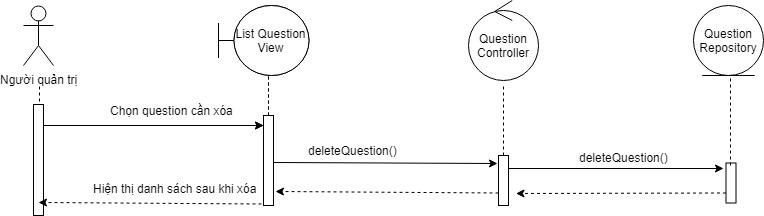 List Question
View
Question
Controller
Question
Repository
Người quản trị
Chọn question cần xóa
deleteQuestion()
deleteQuestion()
Hiện thị danh sách sau khi xóa